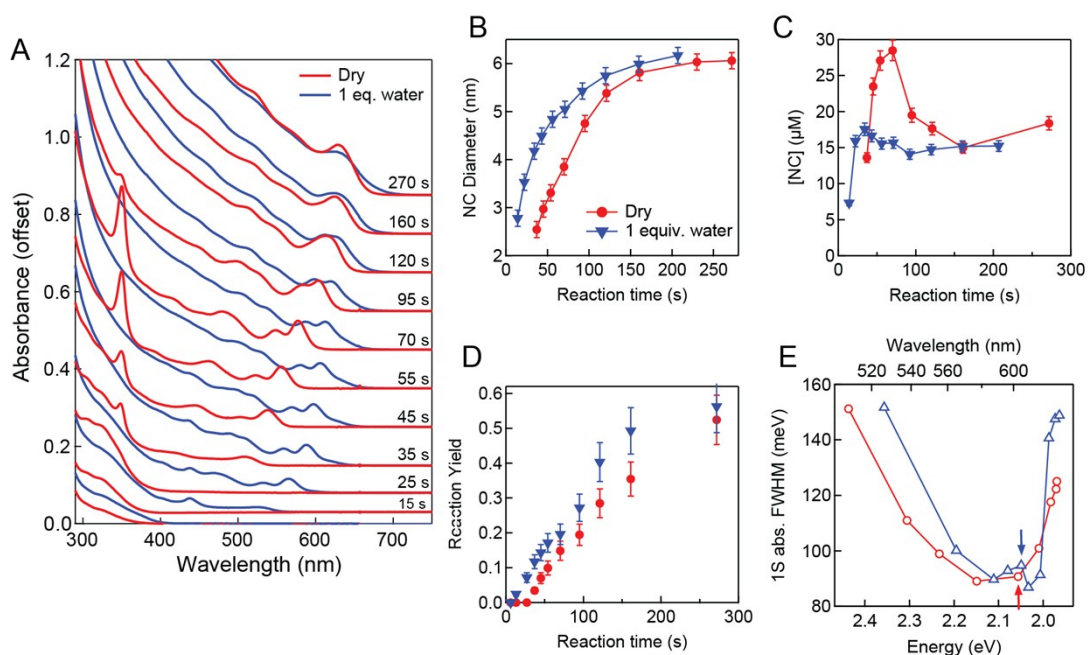 A
Absorbance (offset)
1.2
1.0
0.8
0.6
0.4
0.2
0.0
Dry
1 eq. water
270 s
160 s
120 s
95 s
70 s
55 s
45 s
35 s
25 s
15 s
300 400 500 600 700
Wavelength (nm)
B
NC Diameter (nm)
6
5
4
3
2
Dry
1 equiv. water
0 50 100 150 200 250
Reaction time (s)
C
[NC] (µM)
30
25
20
15
10
5
0
0 100 200 300
Reaction time (s)
D
Rccction Yield
0.6
0.5
0.4
0.3
0.2
0.1
0.0
0 100 200 300
Reaction time (s)
E
Wavelength (nm)
520 540 560 600
1S abs. FWHM (meV)
160
140
120
100
80
2.4 2.3 2.2 2.1 2.0
Energy (eV)